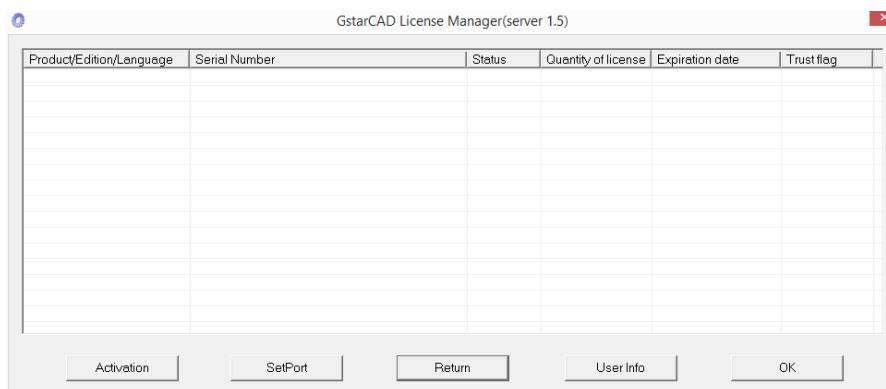 GstarCAD License Manager(server 1.5)
Product/Edition/Language Serial Number Status Quantity of license Expiration date Trust flag
Activation SetPort Return User Info OK